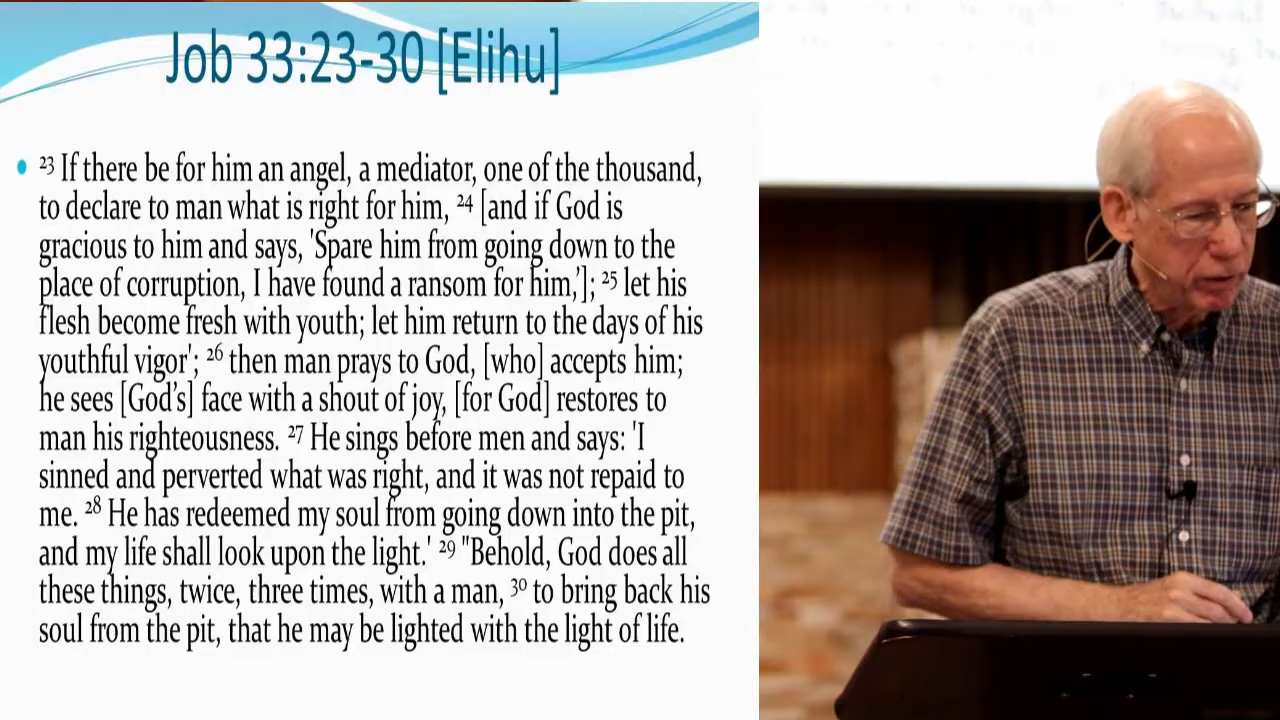 Job 33:23-30 [Elihu]
• ²³ If there be for him an angel, a mediator, one of the thousand,
to declare to man what is right for him, ²⁴ [and if God is
gracious to him and says, 'Spare him from going down to the
place of corruption, I have found a ransom for him,’]; ²⁵ let his
flesh become fresh with youth; let him return to the days of his
youthful vigor'; ²⁶ then man prays to God, [who] accepts him;
he sees [God’s] face with a shout of joy, [for God] restores to
man his righteousness. ²⁷ He sings before men and says: 'I
sinned and perverted what was right, and it was not repaid to
me. ²⁸ He has redeemed my soul from going down into the pit,
and my life shall look upon the light.' ²⁹ "Behold, God does all
these things, twice, three times, with a man, ³⁰ to bring back his
soul from the pit, that he may be lighted with the light of life.